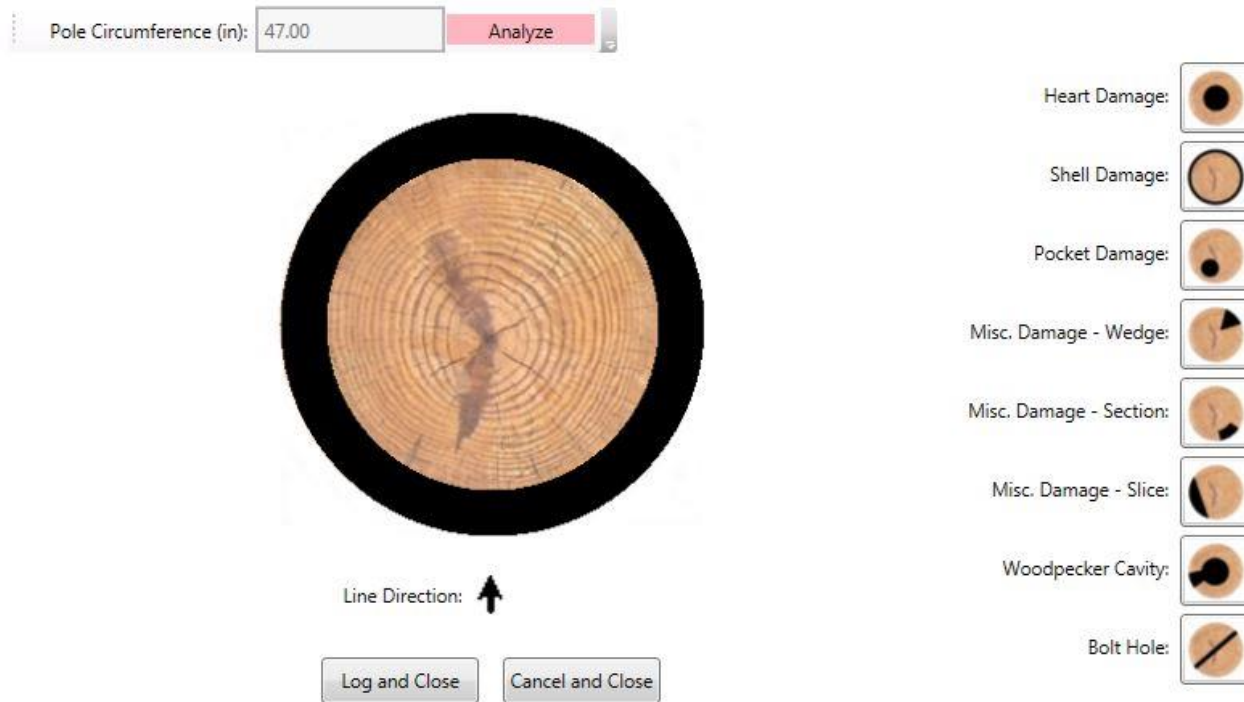 Pole Circumference (in): 47.00 Analyze
Heart Damage:
Shell Damage:
Pocket Damage:
Misc. Damage - Wedge:
Misc. Damage - Section:
Misc. Damage - Slice:
Woodpecker Cavity:
Bolt Hole:
Line Direction:
Log and Close Cancel and Close